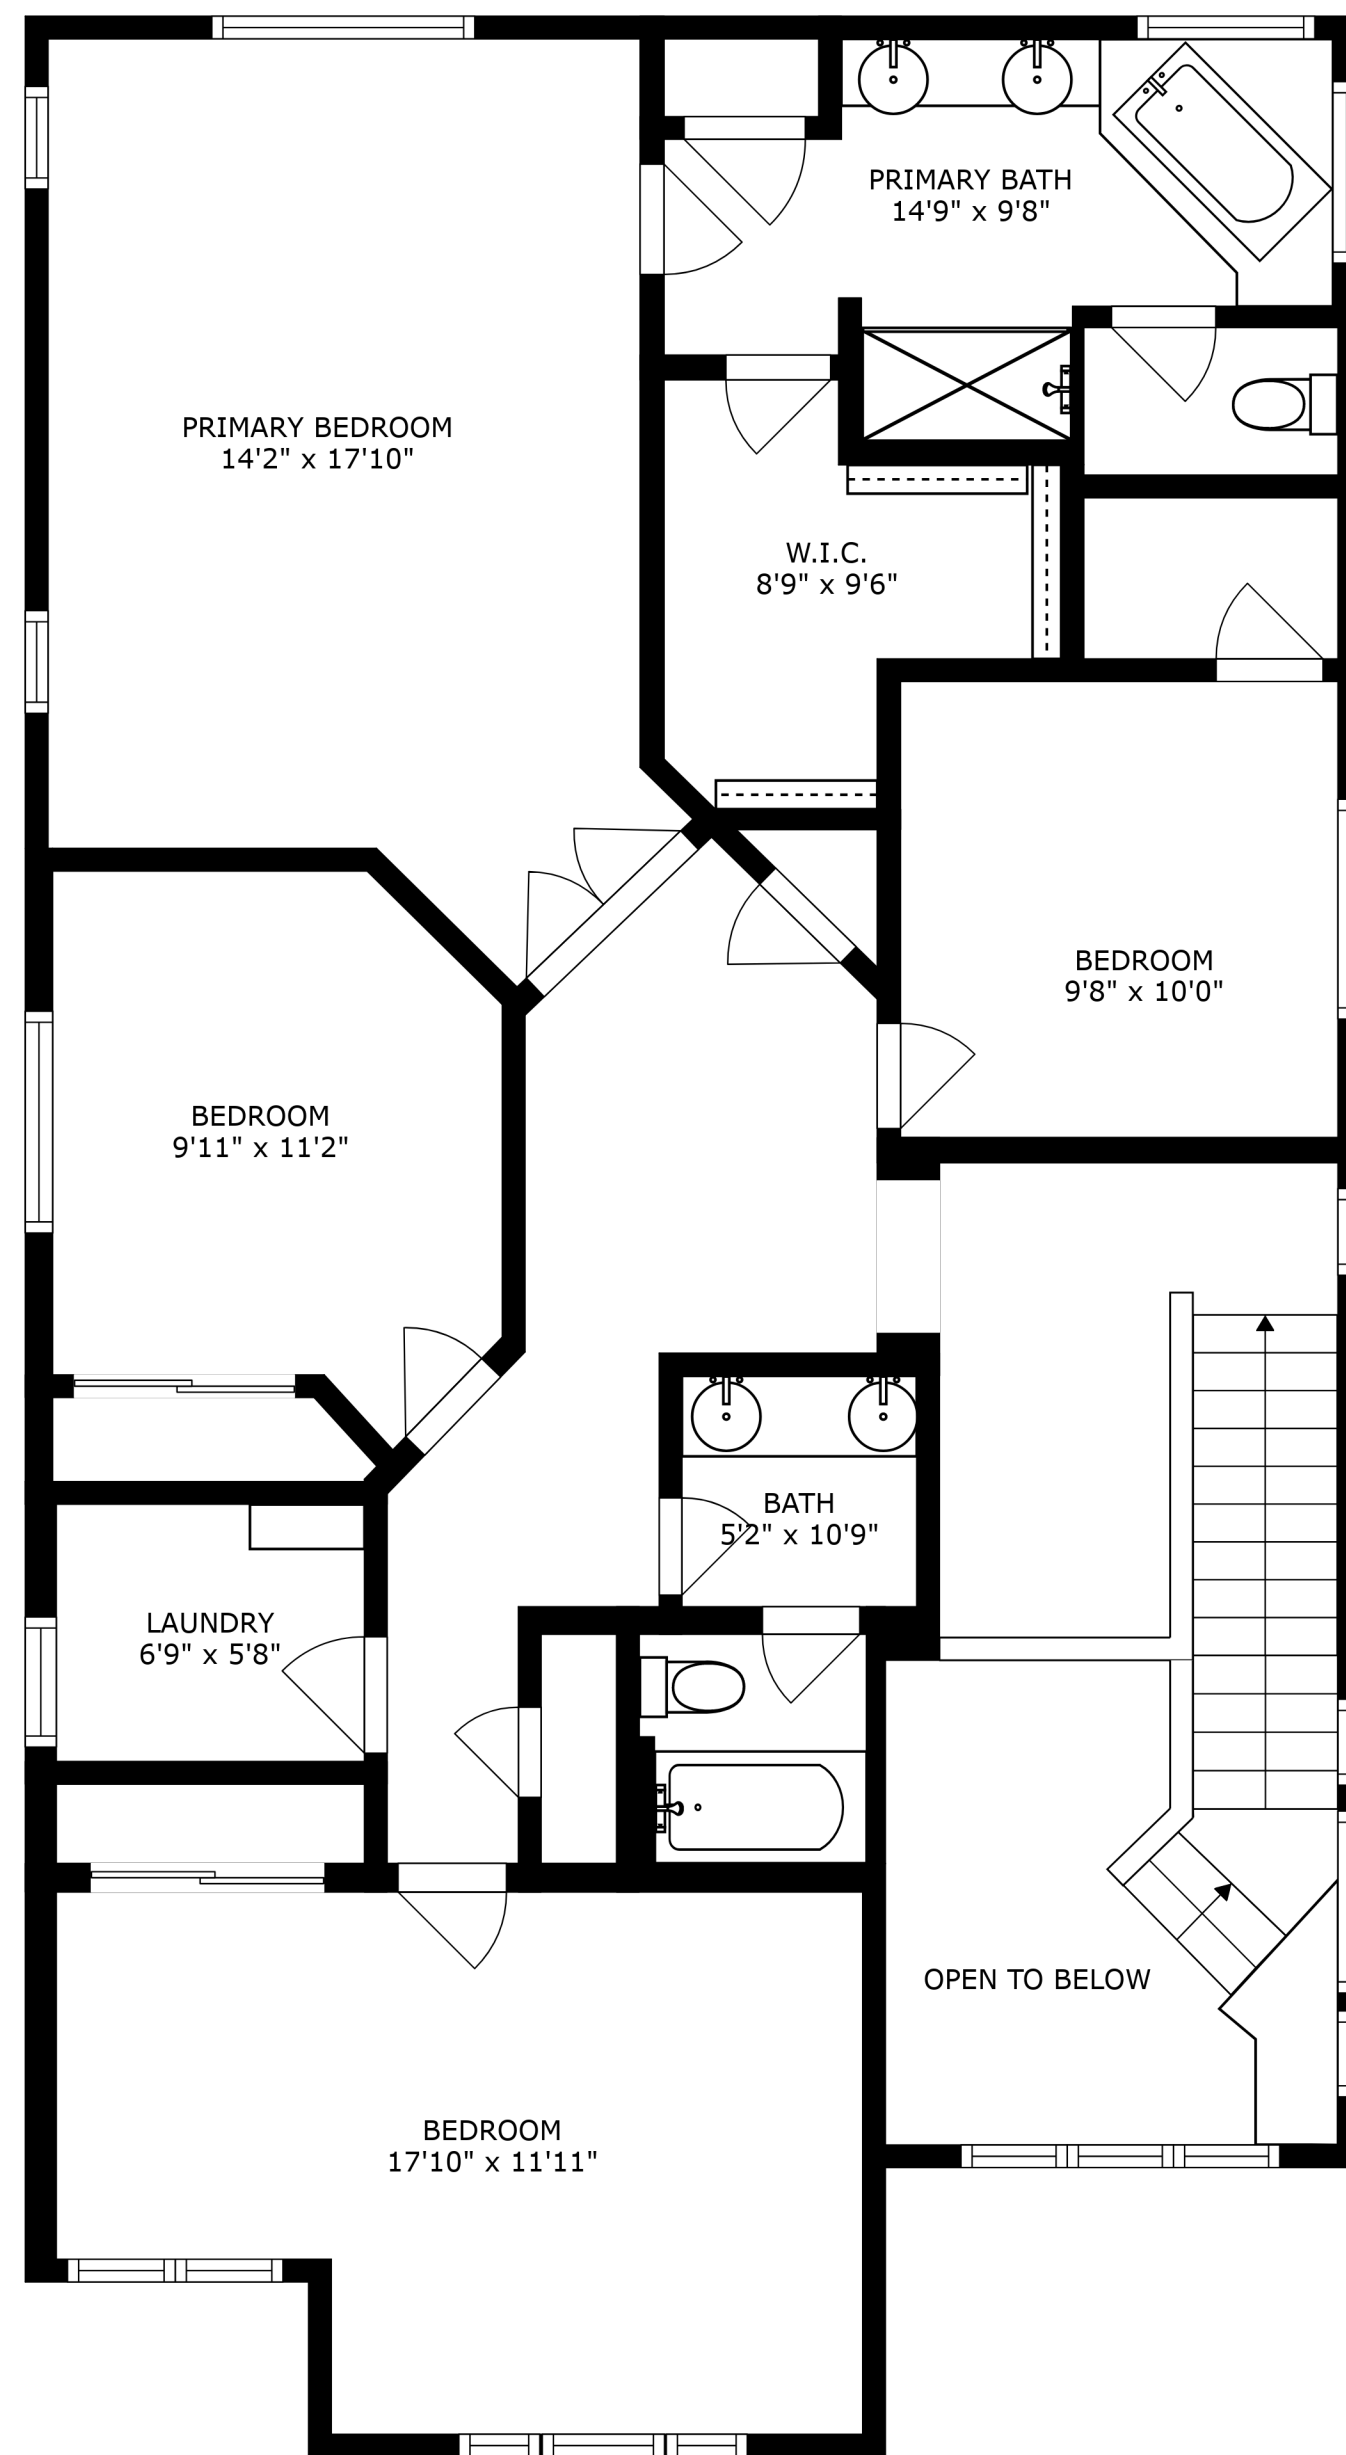 PRIMARY BATH
14'9" x 9'8"
PRIMARY BEDROOM
14'2" x 17'10"
W.I.C.
8'9" x 9'6"
BEDROOM
9'8" x 10'0"
BEDROOM
9'11" x 11'2"
BATH
5'2" x 10'9"
LAUNDRY
6'9" x 5'8"
OPEN TO BELOW
BEDROOM
17'10" x 11'11"